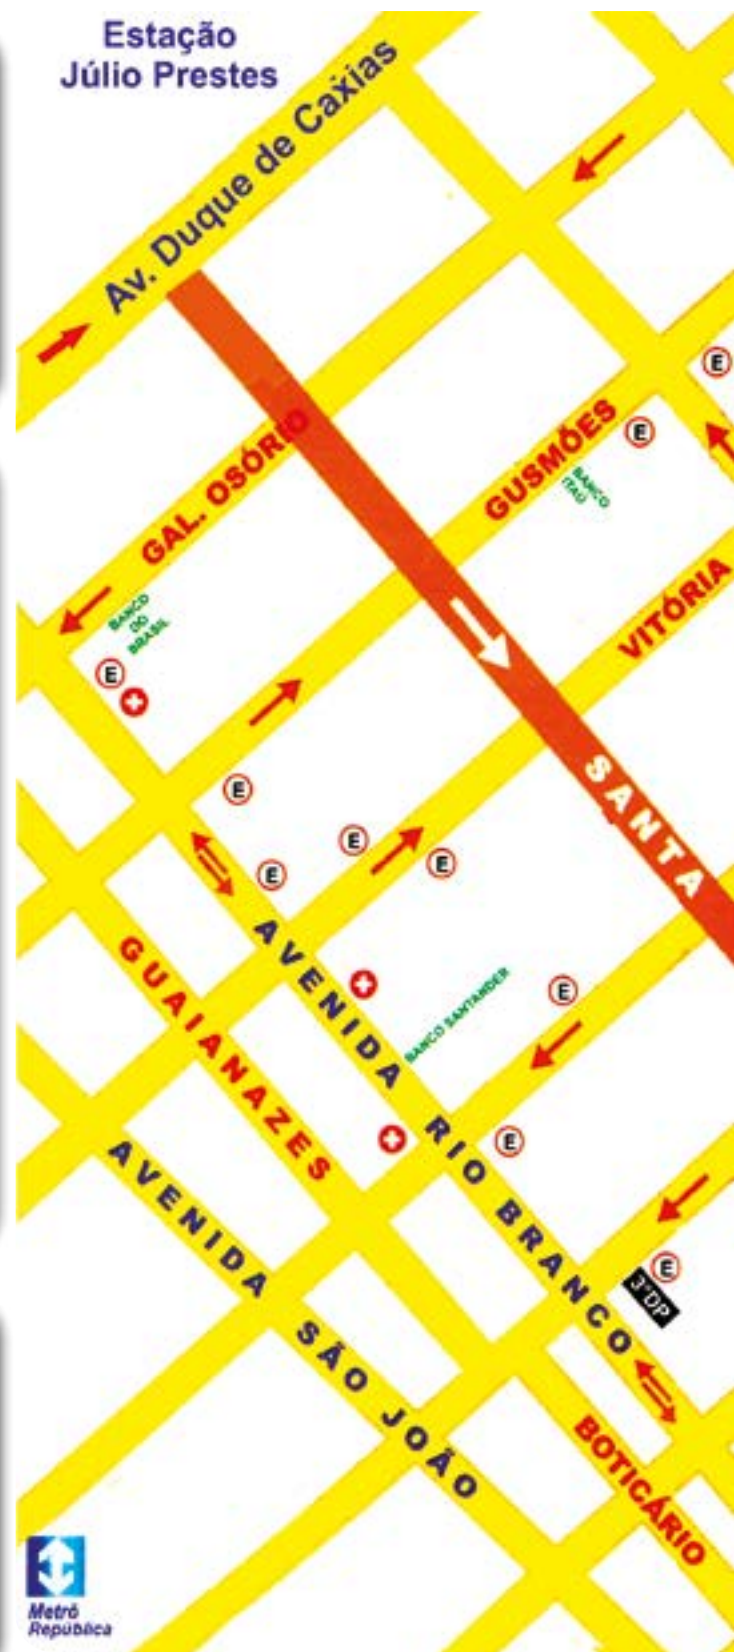 Estação
Júlio Prestes
Av. Duque de Caxias
E
GAL. OSÓRIO
GUSMÕES
E
BANCO
ITAÚ
VITÓRIA
BANCO
DO
BRASIL
E
SANTA
E
E
E
E
AVENIDA RIO BRANCO
GUAIANAZES
BANCO SANTANDER
E
E
AVENIDA SÃO JOÃO
E
3°DP
BOTICÁRIO
Metrô
República